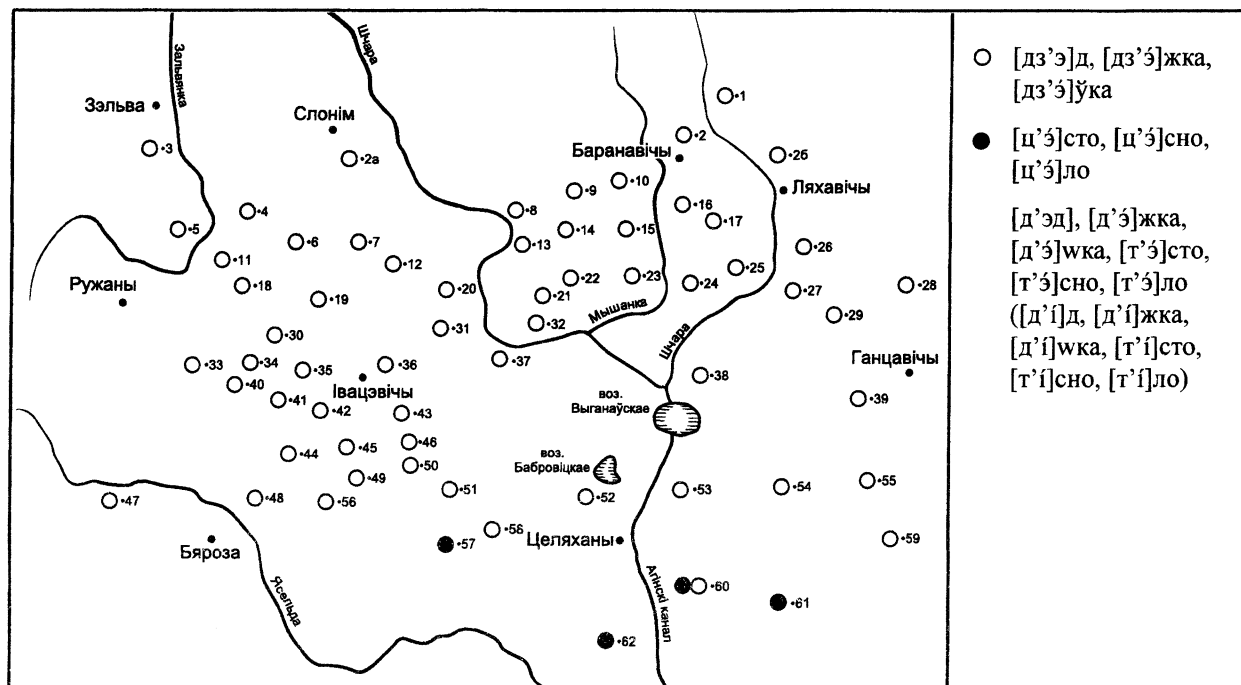 Зальвянка
Шчара
•1
Зэльва
Слонім
•2
•3
•2а
Баранавічы
•2б
•10
Ляхавічы
•9
•4
•8
•16
•17
•5
•14
•15
•6
•7
•13
•26
•11
•12
•22
•23
•25
Ружаны
•18
•20
•21
•24
•27
•28
•19
Мышанка
•29
•30
•31
•32
Шчара
•33
•34
•35
•36
•37
Івацэвічы
•38
Ганцавічы
•40
•41
•42
•43
воз.
Выганаўскае
•39
•44
•45
•46
воз.
Бабровіцкае
•49
•50
•47
•48
•56
•51
•52
•53
•54
•55
•58
•57
Бяроза
Целяханы
•59
Ясельда
Агінскі канал
•60
•61
•62
[дз’э]д, [дз’э́]жка,
[дз’э́]ўка
[ц’э́]сто, [ц’э́]сно,
[ц’э́]ло
[д’эд], [д’э́]жка,
[д’э́]wка, [т’э́]сто,
[т’э́]сно, [т’э́]ло
([д’і́]д, [д’і́]жка,
[д’і́]wка, [т’і́]сто,
[т’і́]сно, [т’і́]ло)